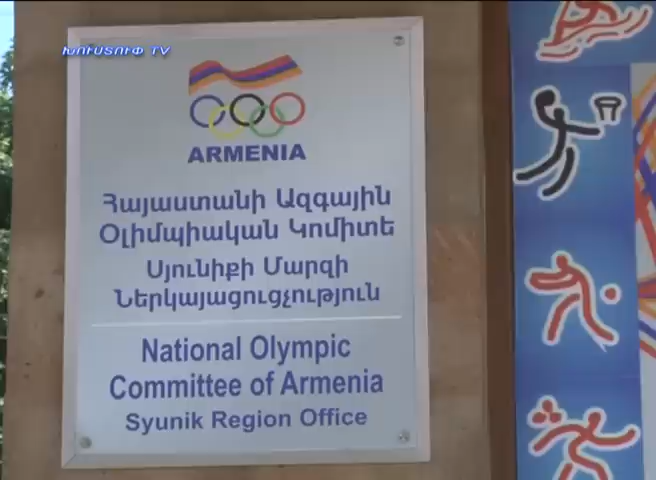 ԽՈՒՍՏՈՒՓ TV
ARMENIA
Հայաստանի Ազգային
Օլիմպիական Կոմիտե
Սյունիքի Մարզի
Ներկայացուցչություն
National Olympic
Committee of Armenia
Syunik Region Office